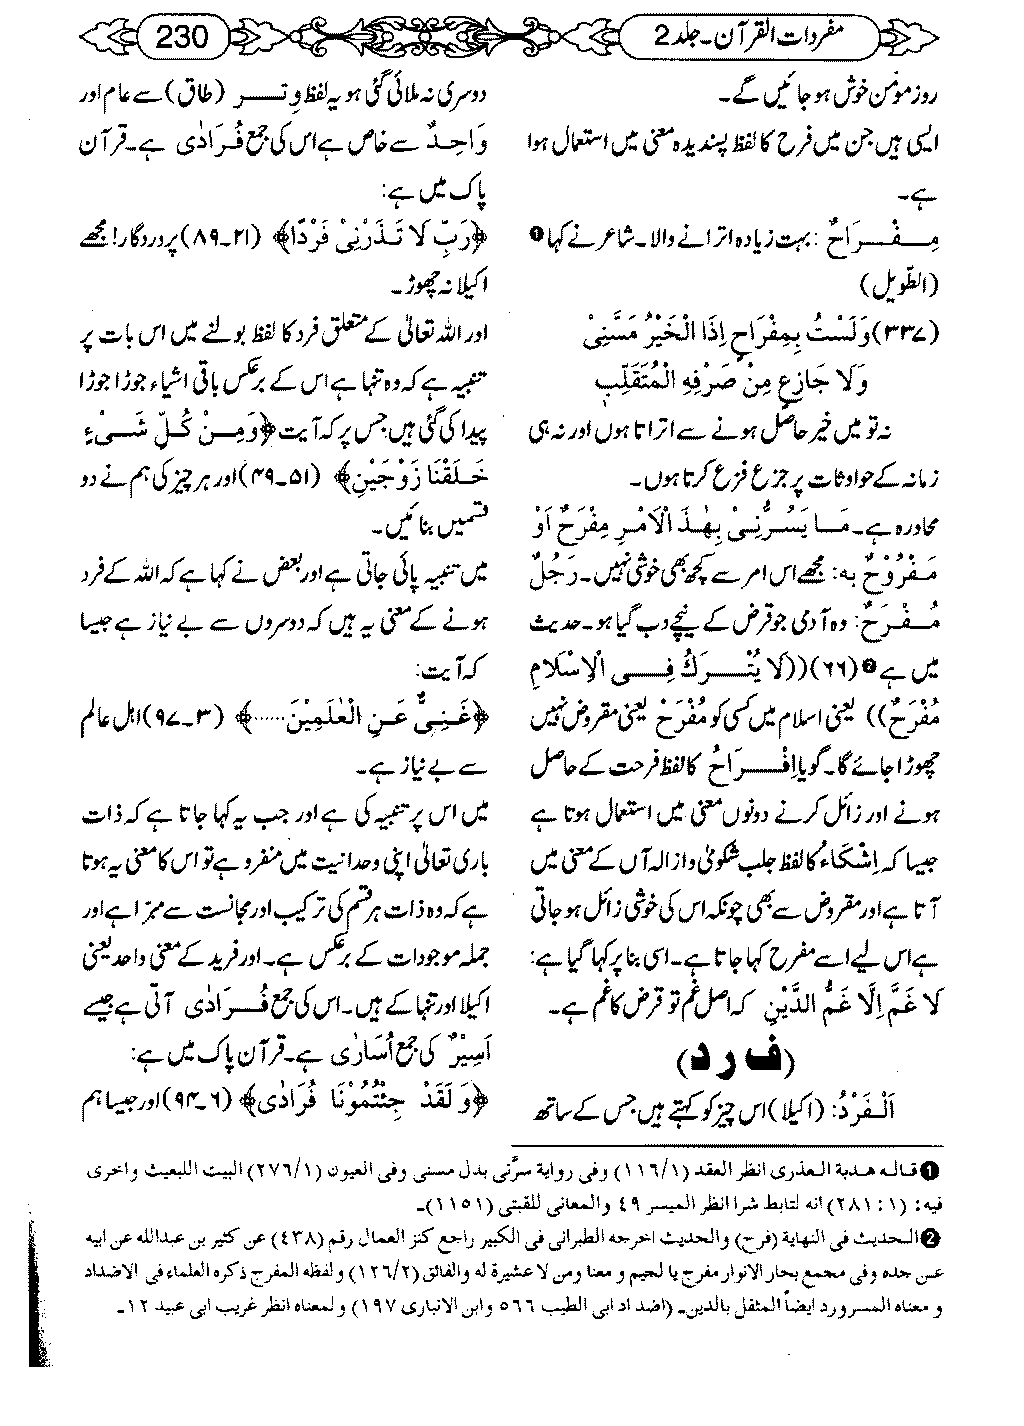 مفردات القرآن۔ جلد 2
230
روز مومن خوش ہو جائیں گے۔
ایسی ہیں جن میں فرح کا لفظ پسندیدہ معنی میں استعمال ہوا
ہے۔
مِفْرَاحٌ: بہت زیادہ اترانے والا۔ شاعر نے کہا ❶
(الطّویل)
(۳۳۷) وَلَسْتُ بِمِفْرَاحٍ إِذَا الْخَیْرُ مَسَّنِیْ
وَلَا جَازِعٍ مِنْ صَرْفِهِ الْمُتَقَلِّبِ
نہ تو میں خیر حاصل ہونے سے اتراتا ہوں اور نہ ہی
زمانہ کے حوادثات پر جزع فزع کرتا ہوں۔
محاورہ ہے۔ مَا یَسُرُّنِیْ بِهٰذَ الْاَمْرِ مِفْرَحٌ اَوْ
مَفْرُوْحٌ به: مجھے اس امر سے کچھ بھی خوشی نہیں۔ رَجُلٌ
مُفْرَحٌ: وہ آدمی جو قرض کے نیچے دب گیا ہو۔ حدیث
میں ہے ❷ (۶۶) ((لَا یُتْرَكُ فِی الْاِسْلَامِ
مُفْرَحٌ)) یعنی اسلام میں کسی کو مُفْرَحْ یعنی مقروض نہیں
چھوڑا جائے گا۔ گویا اِفْرَاحُ کا لفظ فرحت کے حاصل
ہونے اور زائل کرنے دونوں معنی میں استعمال ہوتا ہے
جیسا کہ اِشْکَاءُ کا لفظ جلب شکویٰ و ازالہ آں کے معنی میں
آتا ہے اور مقروض سے بھی چونکہ اس کی خوشی زائل ہو جاتی
ہے اس لیے اسے مفرح کہا جاتا ہے۔ اسی بنا پر کہا گیا ہے:
لَا غَمَّ اِلَّا غَمُّ الدَّیْنِ کہ اصل غم تو قرض کا غم ہے۔
(ف ر د)
اَلْفَرْدُ: (اکیلا) اس چیز کو کہتے ہیں جس کے ساتھ
دوسری نہ ملائی گئی ہو یہ لفظ وِتر (طاق) سے عام اور
وَاحِدٌ سے خاص ہے اس کی جمع فُرَادٰی ہے۔ قرآن
پاک میں ہے:
﴿رَبِّ لَا تَذَرْنِیْ فَرْدًا﴾ (۲۱۔۸۹) پروردگار! مجھے
اکیلا نہ چھوڑ۔
اور اللہ تعالیٰ کے متعلق فرد کا لفظ بولنے میں اس بات پر
تنبیہ ہے کہ وہ تنہا ہے اس کے برعکس باقی اشیاء جوڑا جوڑا
پیدا کی گئی ہیں جس پر کہ آیت ﴿وَمِنْ كُلِّ شَیْءٍ
خَلَقْنَا زَوْجَیْنِ﴾ (۵۱۔۴۹) اور ہر چیز کی ہم نے دو
قسمیں بنائیں۔
میں تنبیہ پائی جاتی ہے اور بعض نے کہا ہے کہ اللہ کے فرد
ہونے کے معنی یہ ہیں کہ دوسروں سے بے نیاز ہے جیسا
کہ آیت:
﴿غَنِیٌّ عَنِ الْعٰلَمِیْنَ......﴾ (۳۔۹۷) اہل عالم
سے بے نیاز ہے۔
میں اس پر تنبیہ کی ہے اور جب یہ کہا جاتا ہے کہ ذات
باری تعالیٰ اپنی وحدانیت میں منفرد ہے تو اس کا معنی یہ ہوتا
ہے کہ وہ ذات ہر قسم کی ترکیب اور مجانست سے مبرّا ہے اور
جملہ موجودات کے برعکس ہے۔ اور فرید کے معنی واحد یعنی
اکیلا اور تنہا کے ہیں۔ اس کی جمع فُرَادٰی آتی ہے جیسے
اَسِیْرٌ کی جمع اُسَارٰی ہے۔ قرآن پاک میں ہے:
﴿وَلَقَدْ جِئْتُمُوْنَا فُرَادٰی﴾ (۶۔۹۴) اور جیسا ہم
❶ قاله هدبة العذری انظر العقد (۱/۱۱۶) وفی روایة سرَّنی بدل مسنی وفی العیون (۱/۲۷۶) البیت اللبعیث واخری
فیه: (۱: ۲۸۱) انه لتابط شرا انظر المیسر ۴۹ والمعانی للقبتی (۱۱۵۱)۔
❷ الحدیث فی النهایة (فرح) والحدیث اخرجه الطبرانی فی الکبیر راجع کنز العمال رقم (۴۳۸) عن کثیر بن عبدالله عن ابیه
عن جده وفی مجمع بحار الانوار مفرج یا لجیم و معنا ومن لا عشیرة له والفائق (۱۲۶/۲) ولفظه المفرج ذکره العلماء فی الاضداد
و معناه المسرورد ایضاً المثقل بالدین۔ (اضداد ابی الطیب ۵۶۶ وابن الانباری ۱۹۷) ولمعناه انظر غریب ابی عبید ۱۲۔